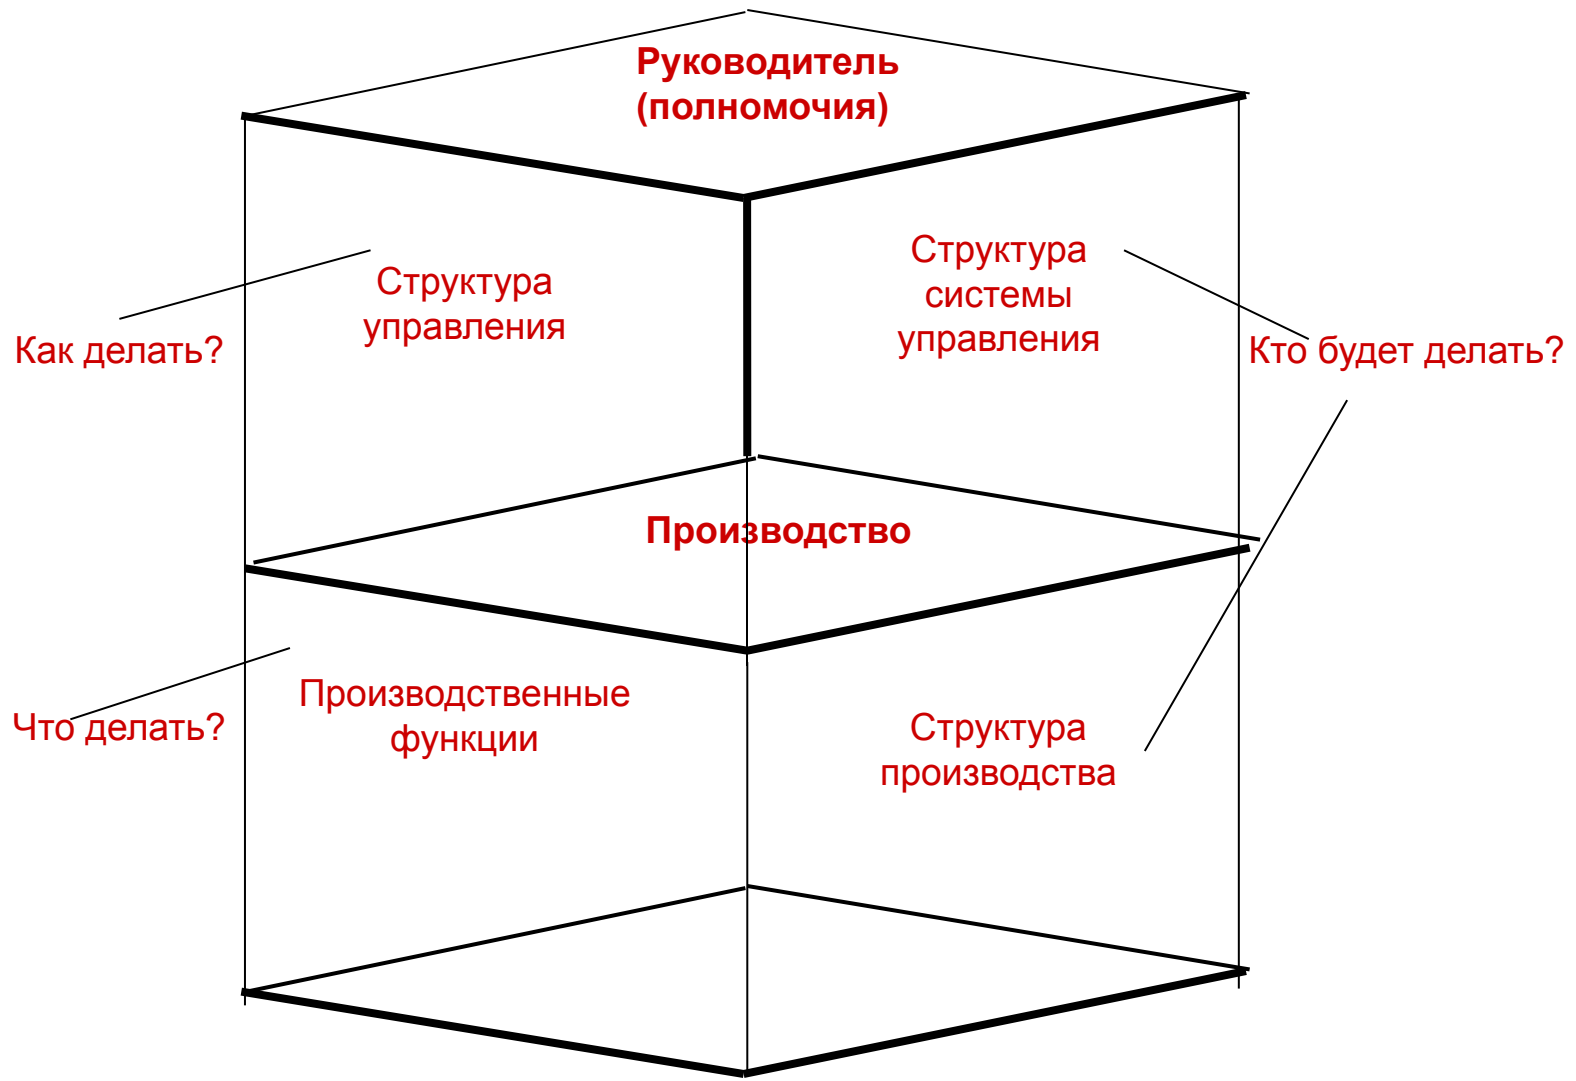 Руководитель
(полномочия)
Структура
управления
Структура
системы
управления
Как делать?
Кто будет делать?
Производство
Производственные
функции
Что делать?
Структура
производства